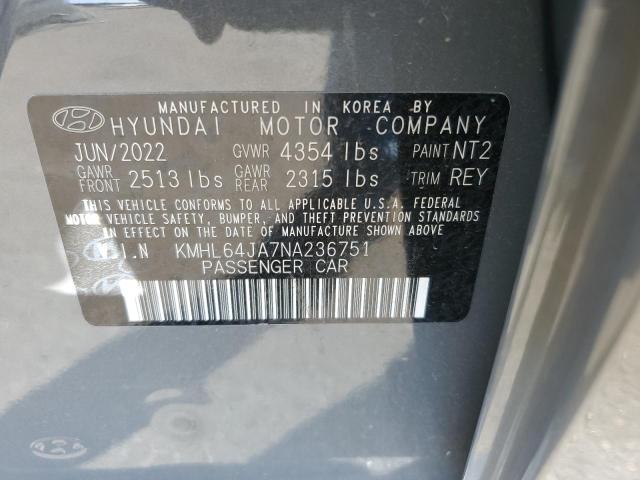 MANUFACTURED IN KOREA BY
HYUNDAI MOTOR COMPANY
JUN/2022 GVWR 4354 lbs PAINT NT2
GAWR FRONT 2513 lbs GAWR REAR 2315 lbs TRIM REY
THIS VEHICLE CONFORMS TO ALL APPLICABLE U.S.A. FEDERAL
MOTOR VEHICLE SAFETY, BUMPER, AND THEFT PREVENTION STANDARDS
IN EFFECT ON THE DATE OF MANUFACTURE SHOWN ABOVE.
V.I.N KMHL64JA7NA236751
PASSENGER CAR